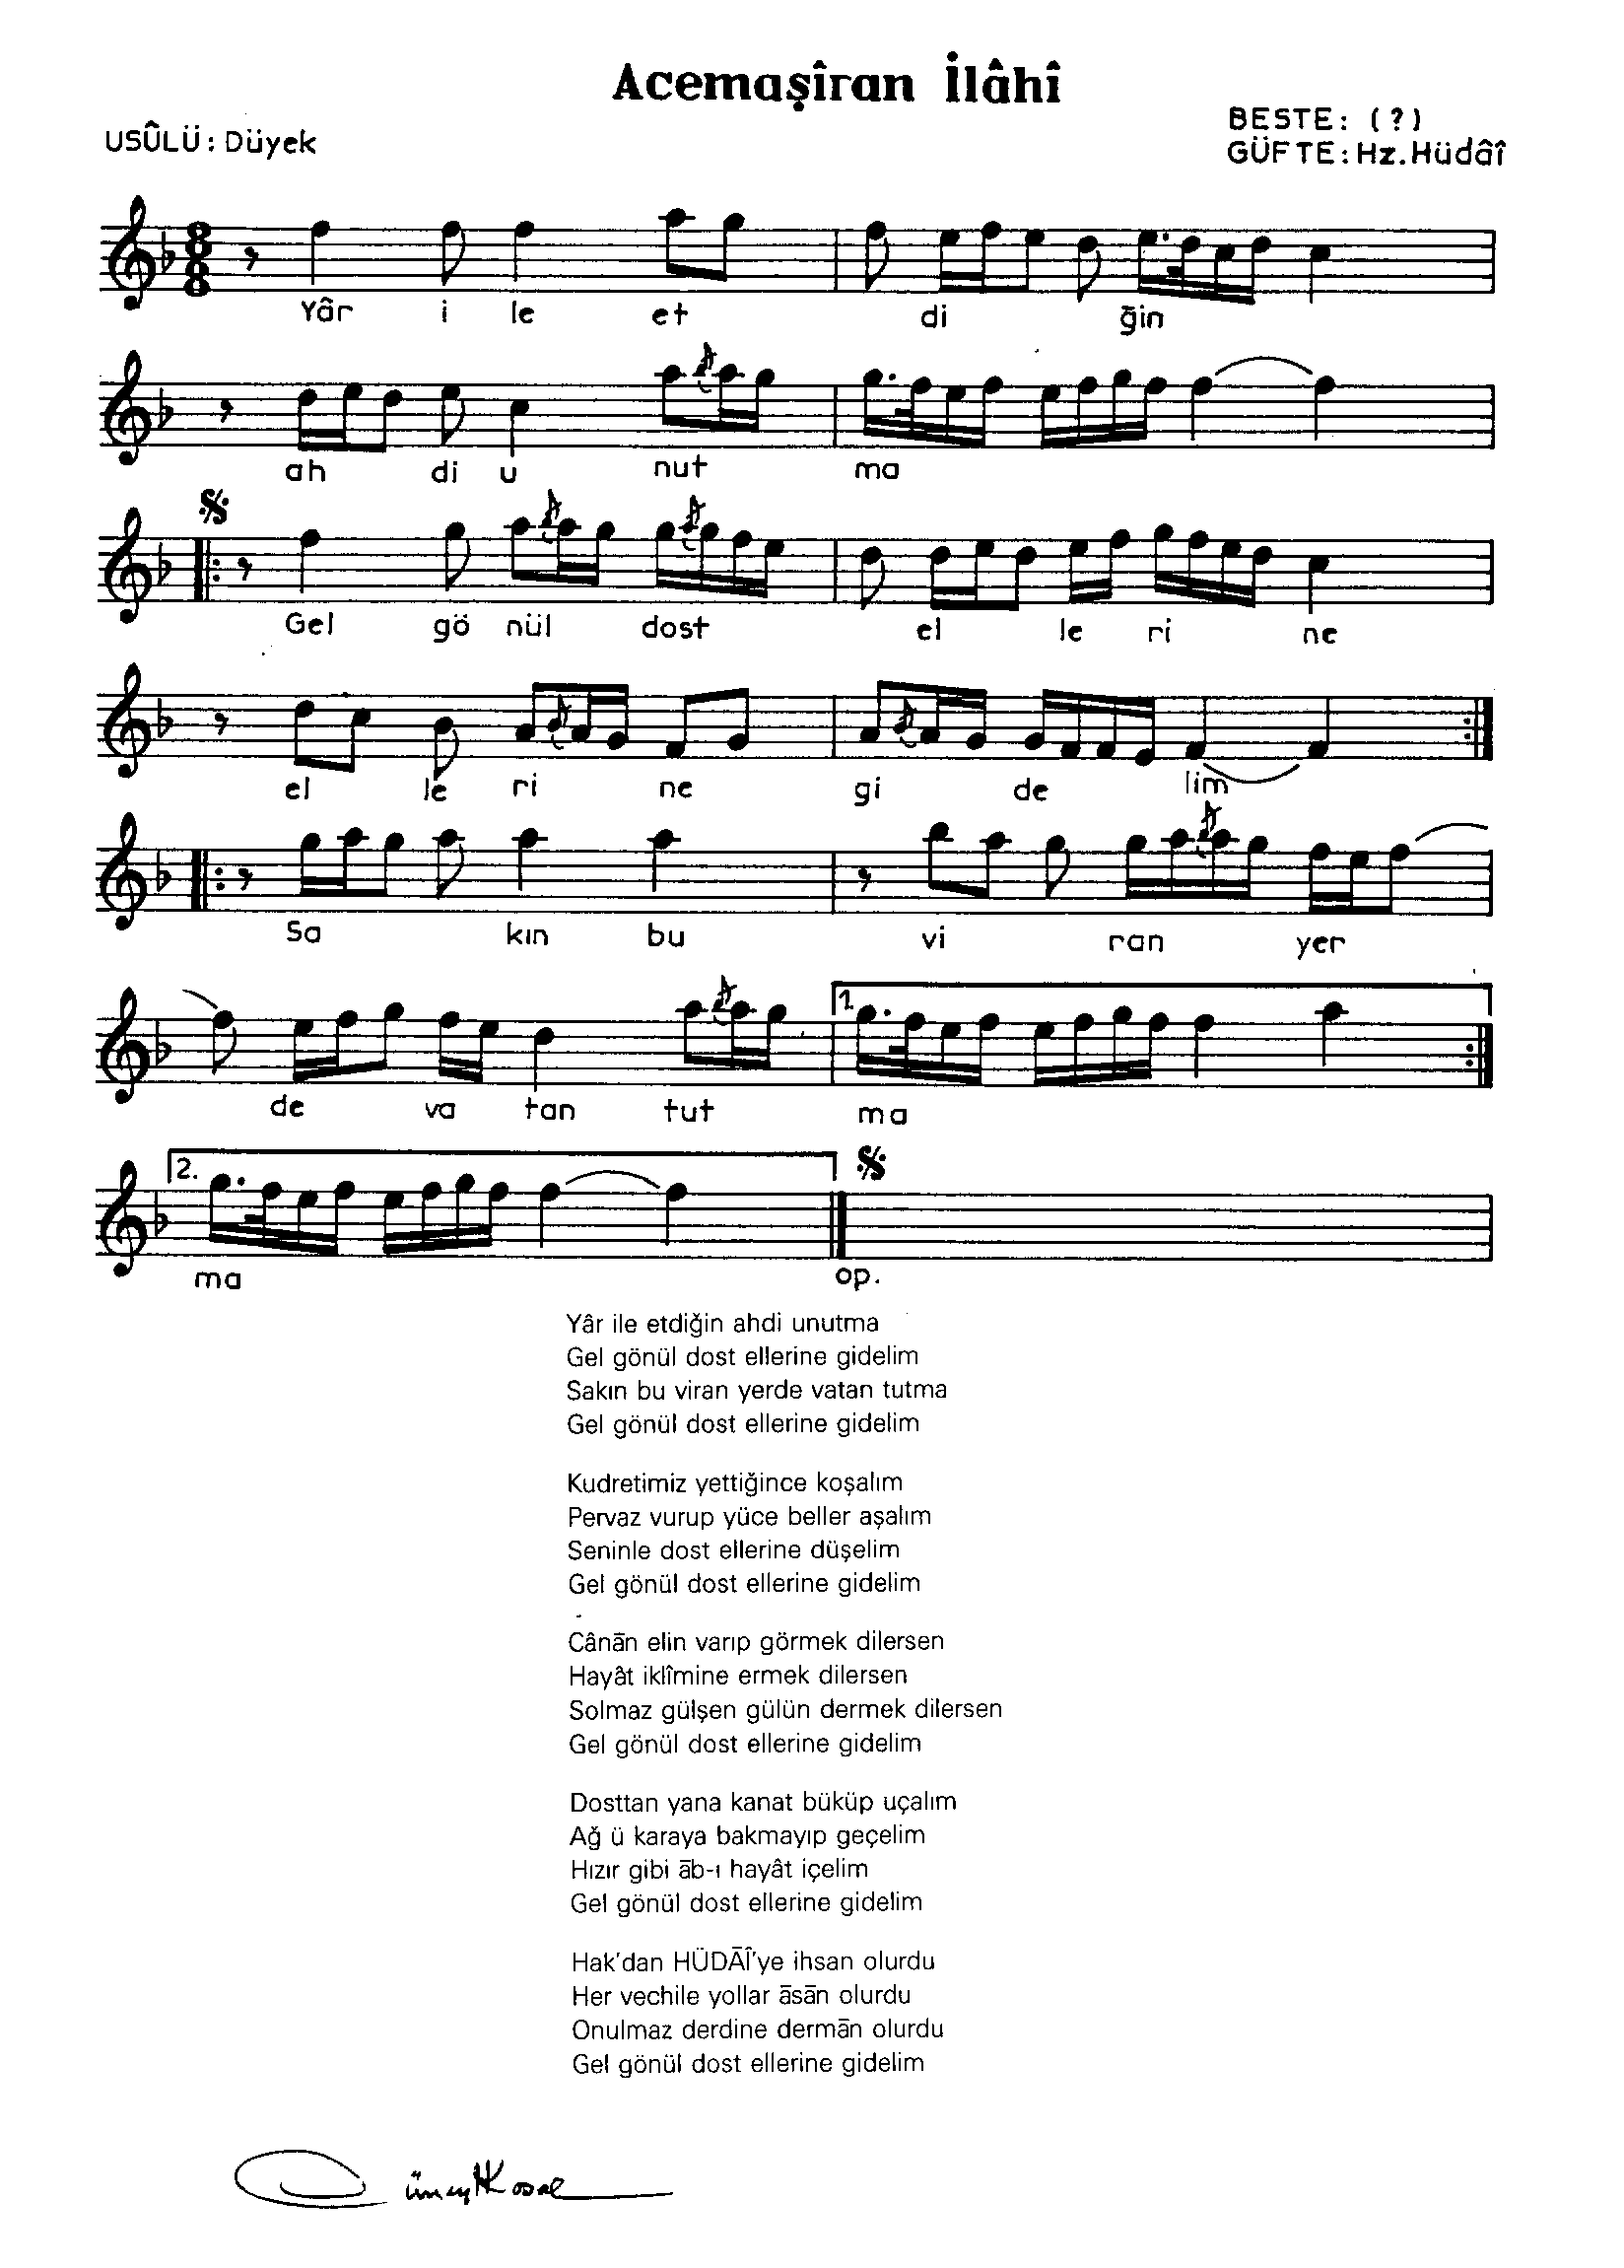 Acemaşîran İlâhî
USÛLÜ: Düyek
BESTE: (?)
GÜFTE: Hz. Hüdâî
Yâr i le et di ğin
ah di u nut ma
Gel gö nül dost el le ri ne
el le ri ne gi de lim
Sa kın bu vi ran yer
de va tan tut 1. ma
2. ma op.
Yâr ile etdiğin ahdi unutma
Gel gönül dost ellerine gidelim
Sakın bu viran yerde vatan tutma
Gel gönül dost ellerine gidelim
Kudretimiz yettiğince koşalım
Pervaz vurup yüce beller aşalım
Seninle dost ellerine düşelim
Gel gönül dost ellerine gidelim
Cânān elin varıp görmek dilersen
Hayât iklîmine ermek dilersen
Solmaz gülşen gülün dermek dilersen
Gel gönül dost ellerine gidelim
Dosttan yana kanat büküp uçalım
Ağ ü karaya bakmayıp geçelim
Hızır gibi āb-ı hayât içelim
Gel gönül dost ellerine gidelim
Hak'dan HÜDĀÎ'ye ihsan olurdu
Her vechile yollar āsān olurdu
Onulmaz derdine dermān olurdu
Gel gönül dost ellerine gidelim